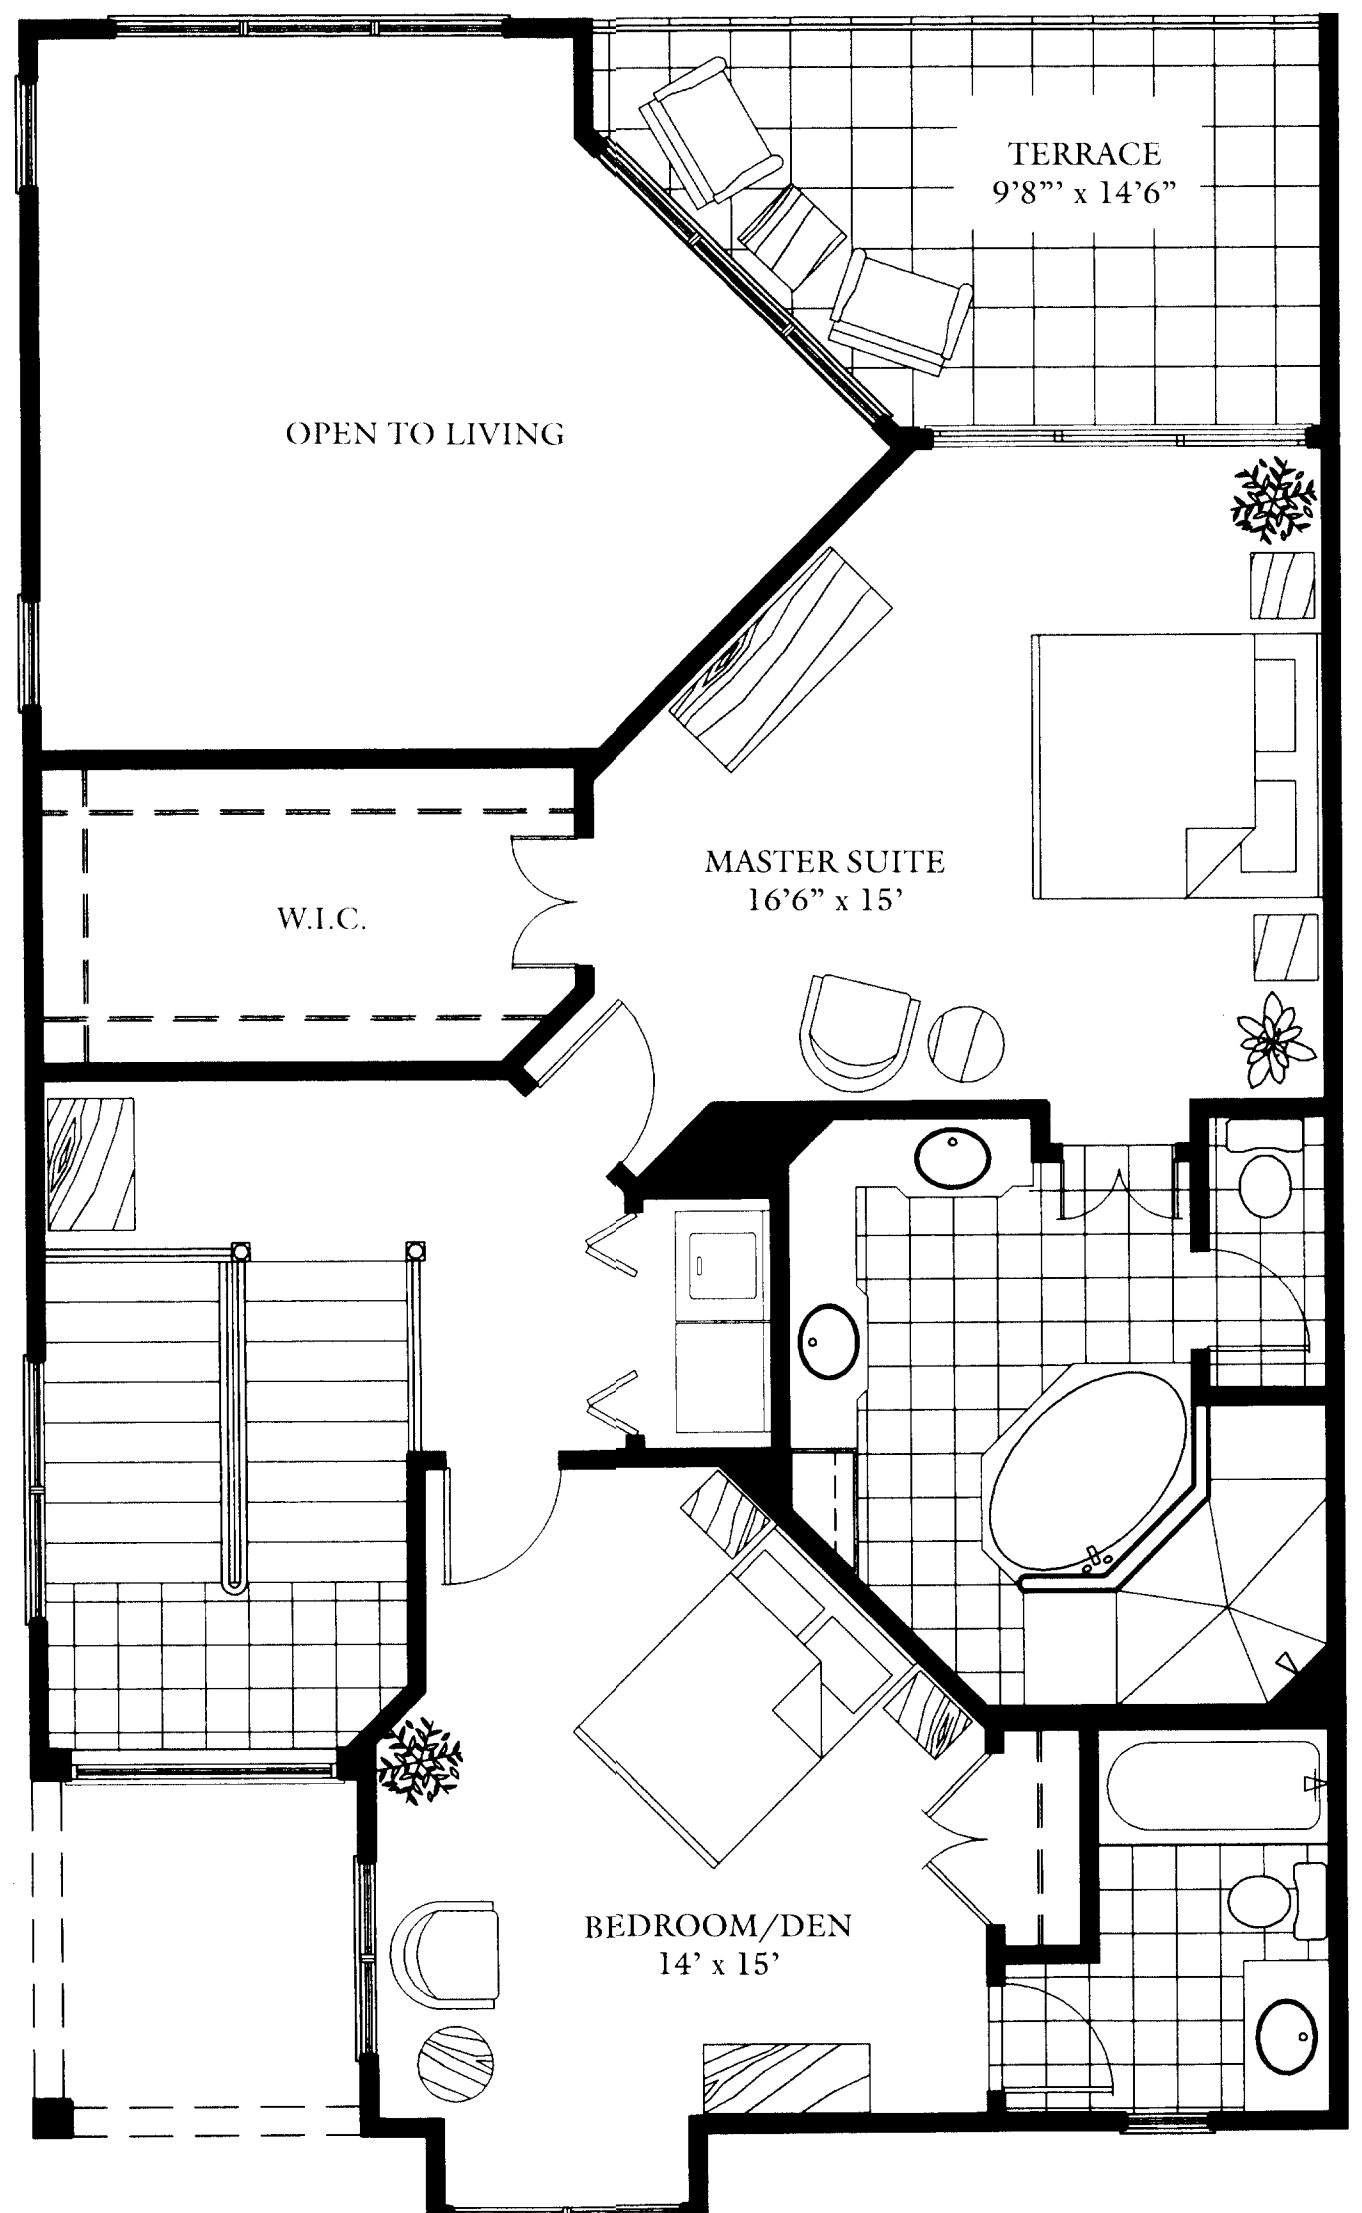 TERRACE
9'8"' x 14'6"
OPEN TO LIVING
MASTER SUITE
16'6" x 15'
W.I.C.
BEDROOM/DEN
14' x 15'